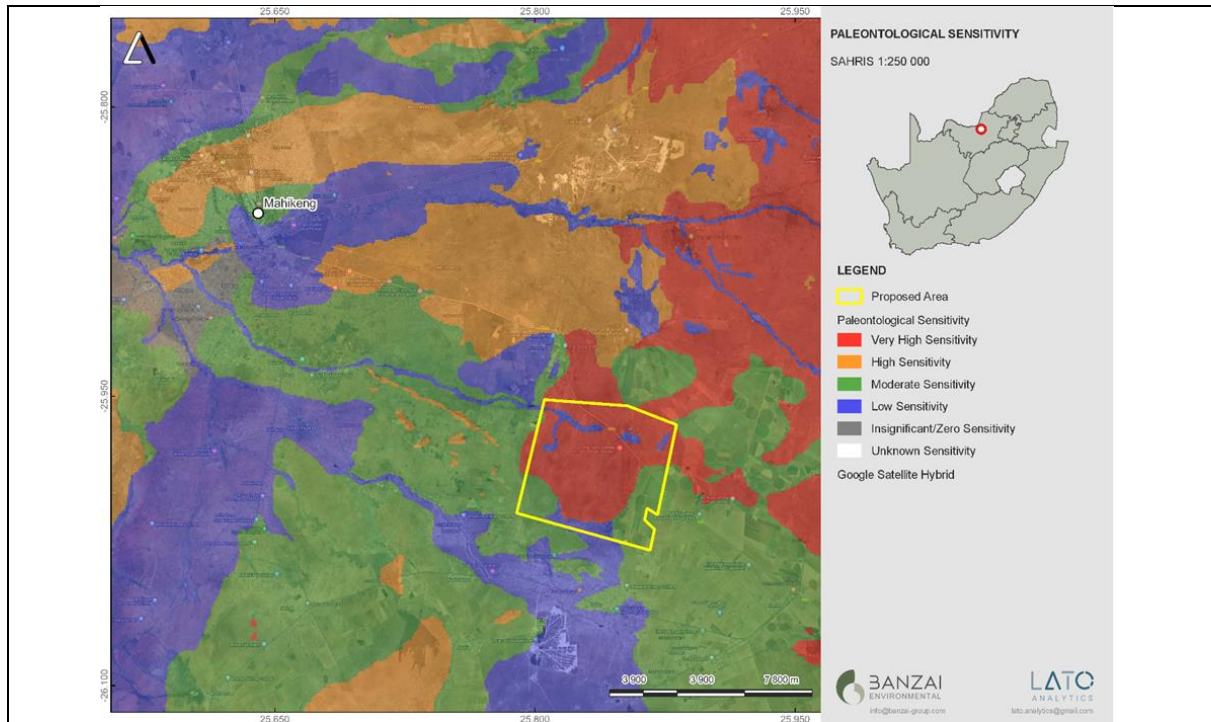 25.650 25.800 25.950
-25.800
-25.950
-26.100
Mahikeng
3 900 3 900 7 800 m
25.650 25.800 25.950
PALEONTOLOGICAL SENSITIVITY
SAHRIS 1:250 000
LEGEND
Proposed Area
Paleontological Sensitivity
Very High Sensitivity
High Sensitivity
Moderate Sensitivity
Low Sensitivity
Insignificant/Zero Sensitivity
Unknown Sensitivity
Google Satellite Hybrid
BANZAI
ENVIRONMENTAL
info@banzai-group.com
LATO
ANALYTICS
lato.analytics@gmail.com